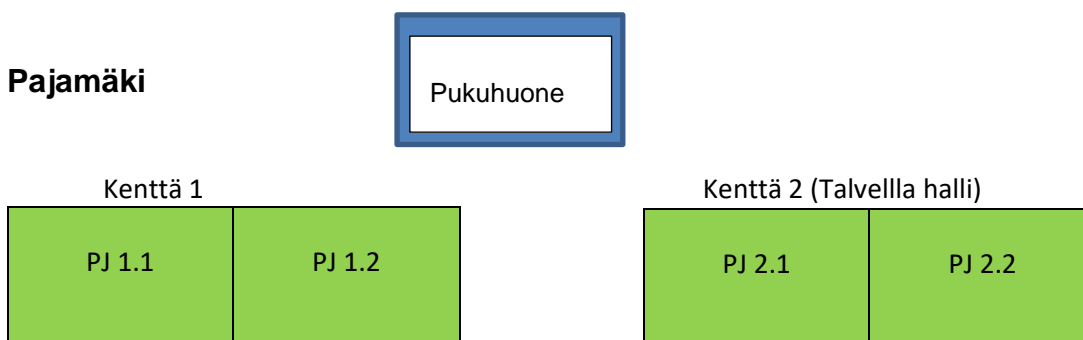 Pajamäki
Pukuhuone
Kenttä 1
Kenttä 2 (Talvellla halli)
PJ 1.1
PJ 1.2
PJ 2.1
PJ 2.2